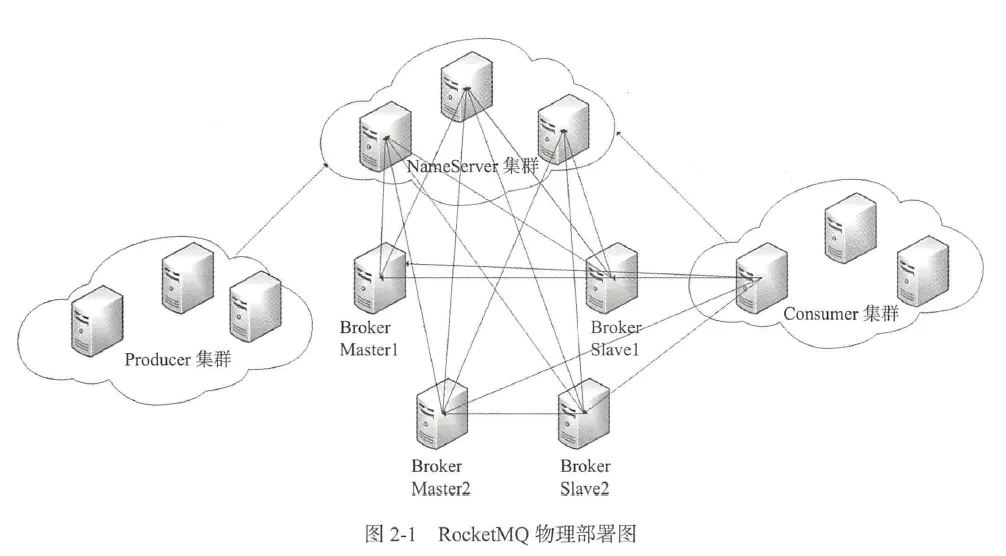 NameServer 集群
Broker
Master1
Broker
Slave1
Consumer 集群
Producer 集群
Broker
Master2
Broker
Slave2
图 2-1 RocketMQ 物理部署图